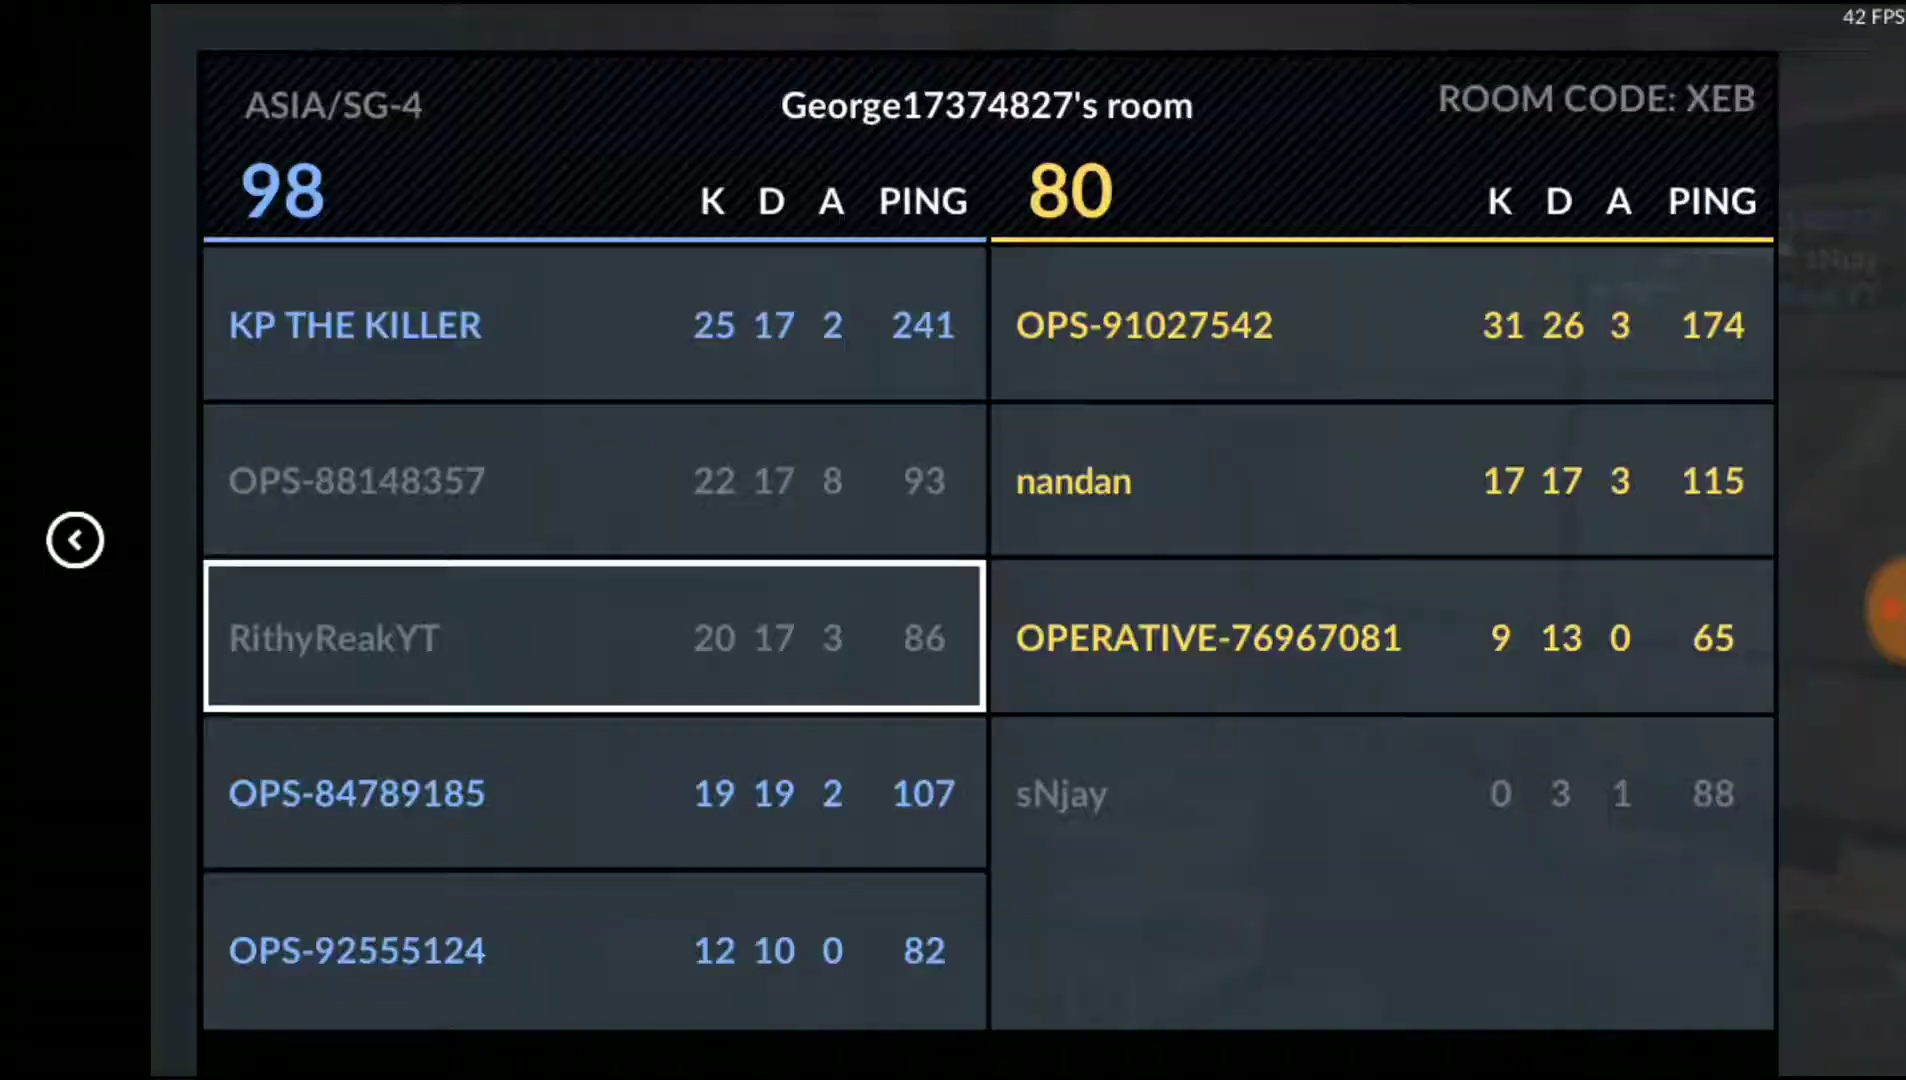 42 FPS
ASIA/SG-4 George17374827's room ROOM CODE: XEB
98 K D A PING 80 K D A PING
KP THE KILLER 25 17 2 241 OPS-91027542 31 26 3 174
OPS-88148357 22 17 8 93 nandan 17 17 3 115
RithyReakYT 20 17 3 86 OPERATIVE-76967081 9 13 0 65
OPS-84789185 19 19 2 107 sNjay 0 3 1 88
OPS-92555124 12 10 0 82
sNjay